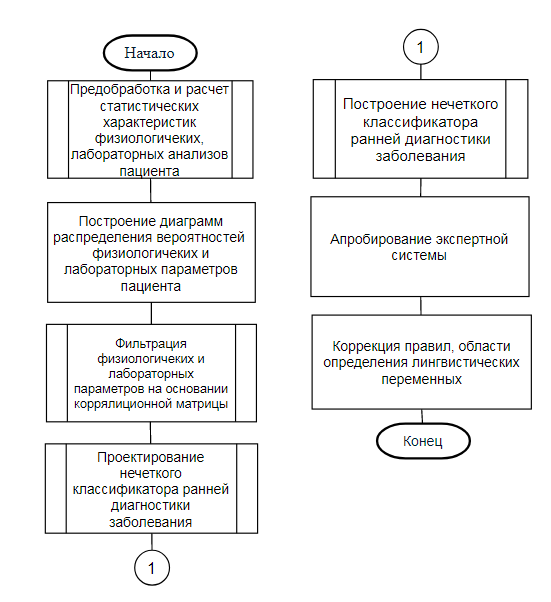 Начало
Предобработка и расчет
статистических
характеристик
физиологичеких,
лабораторных анализов
пациента
Построение диаграмм
распределения вероятностей
физиологичеких и
лабораторных параметров
пациента
Фильтрация
физиологичеких и
лабораторных
параметров на основании
коррялиционной матрицы
Проектирование
нечеткого
классификатора ранней
диагностики
заболевания
1
1
Построение нечеткого
классификатора
ранней диагностики
заболевания
Апробирование экспертной
системы
Коррекция правил, области
определения лингвистических
переменных
Конец